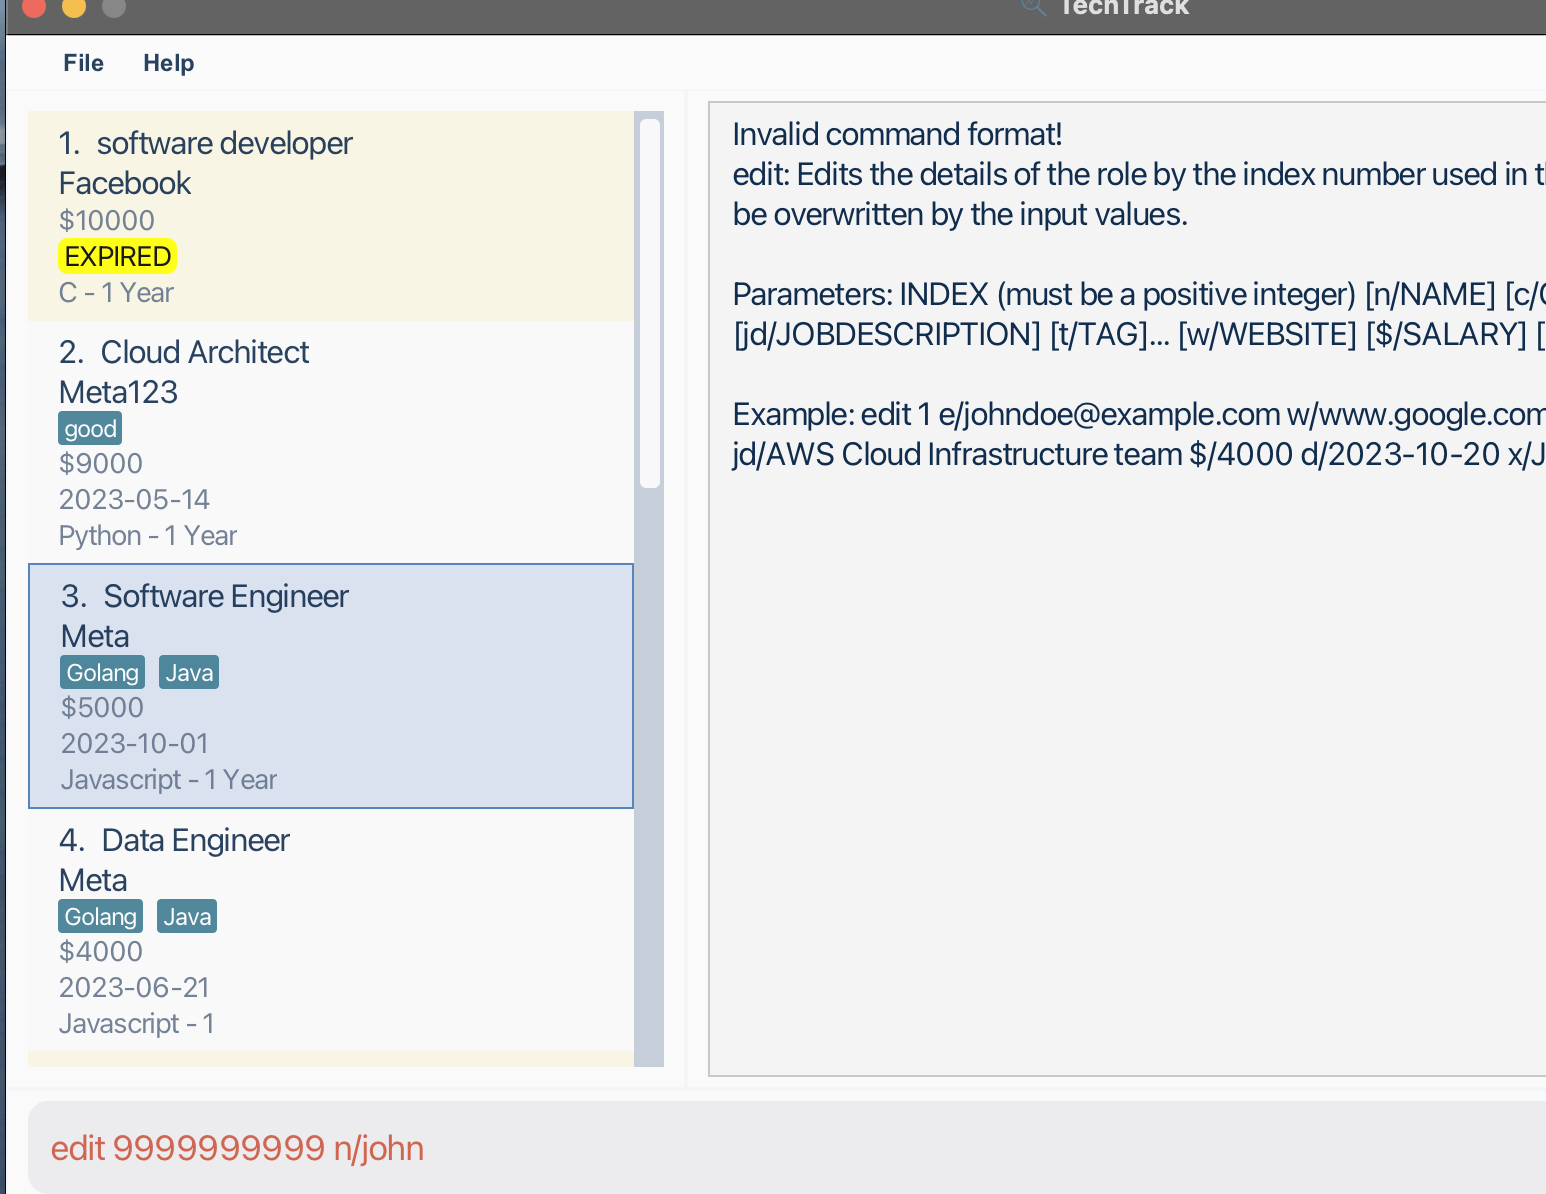 TechTrack
File Help
1. software developer
Facebook
$10000
EXPIRED
C - 1 Year
2. Cloud Architect
Meta123
good
$9000
2023-05-14
Python - 1 Year
3. Software Engineer
Meta
Golang Java
$5000
2023-10-01
Javascript - 1 Year
4. Data Engineer
Meta
Golang Java
$4000
2023-06-21
Javascript - 1
Invalid command format!
edit: Edits the details of the role by the index number used in
be overwritten by the input values.
Parameters: INDEX (must be a positive integer) [n/NAME] [c/
[jd/JOBDESCRIPTION] [t/TAG]... [w/WEBSITE] [$/SALARY] [
Example: edit 1 e/johndoe@example.com w/www.google.com
jd/AWS Cloud Infrastructure team $/4000 d/2023-10-20 x/J
edit 9999999999 n/john